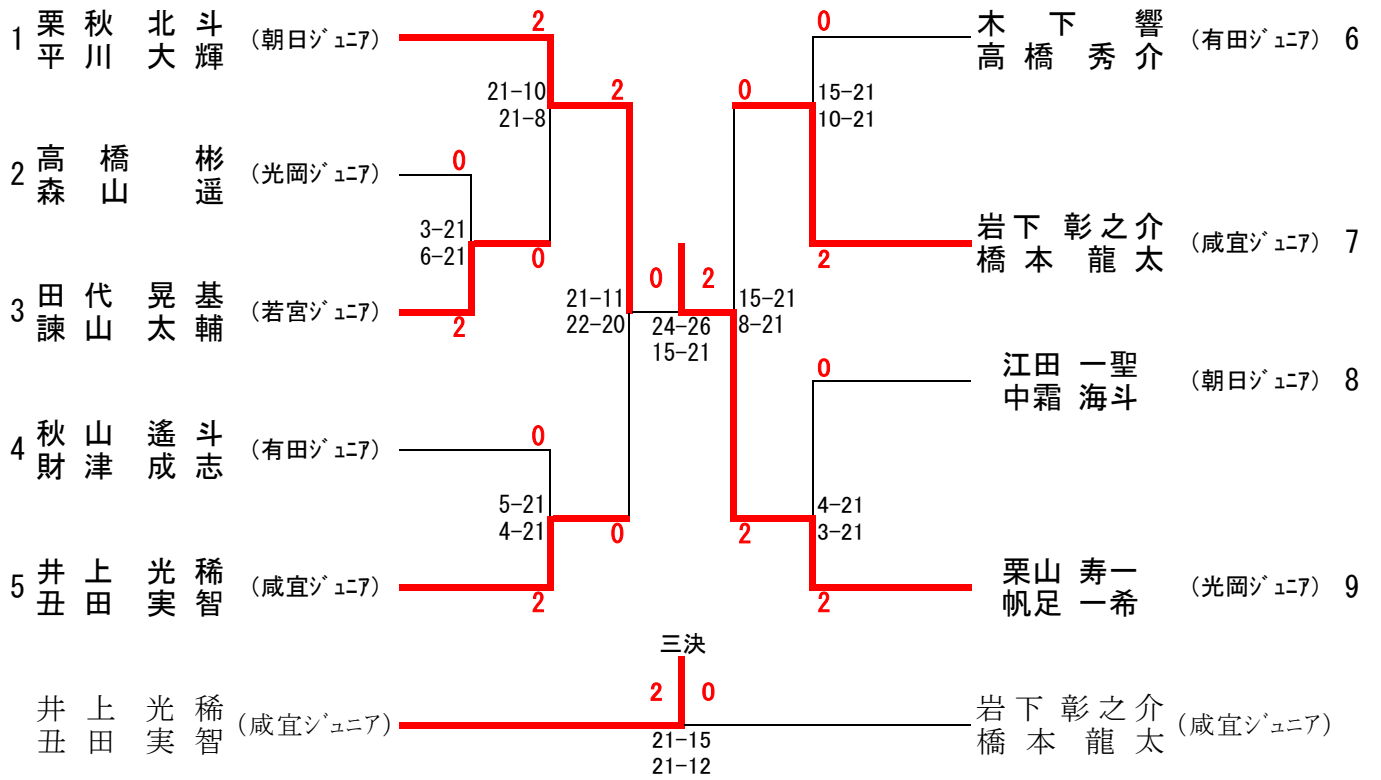 1 栗秋北斗 (朝日ジュニア)
平川大輝
2 高橋彬 (光岡ジュニア)
森山遥
3 田代晃基 (若宮ジュニア)
諫山太輔
4 秋山遙斗 (有田ジュニア)
財津成志
5 井上光稀 (咸宜ジュニア)
丑田実智
2
21-10
21-8
2
0
3-21
6-21
0
2
21-11
22-20
0
5-21
4-21
0
2
0 2
24-26
15-21
木下響 (有田ジュニア) 6
高橋秀介
岩下 彰之介 (咸宜ジュニア) 7
橋本 龍太
江田 一聖 (朝日ジュニア) 8
中霜 海斗
栗山 寿一 (光岡ジュニア) 9
帆足 一希
0
15-21
10-21
0
2
15-21
8-21
0
4-21
3-21
2
2
三決
井上光稀 (咸宜ジュニア)
丑田実智
2 0
21-15
21-12
岩下彰之介 (咸宜ジュニア)
橋本龍太